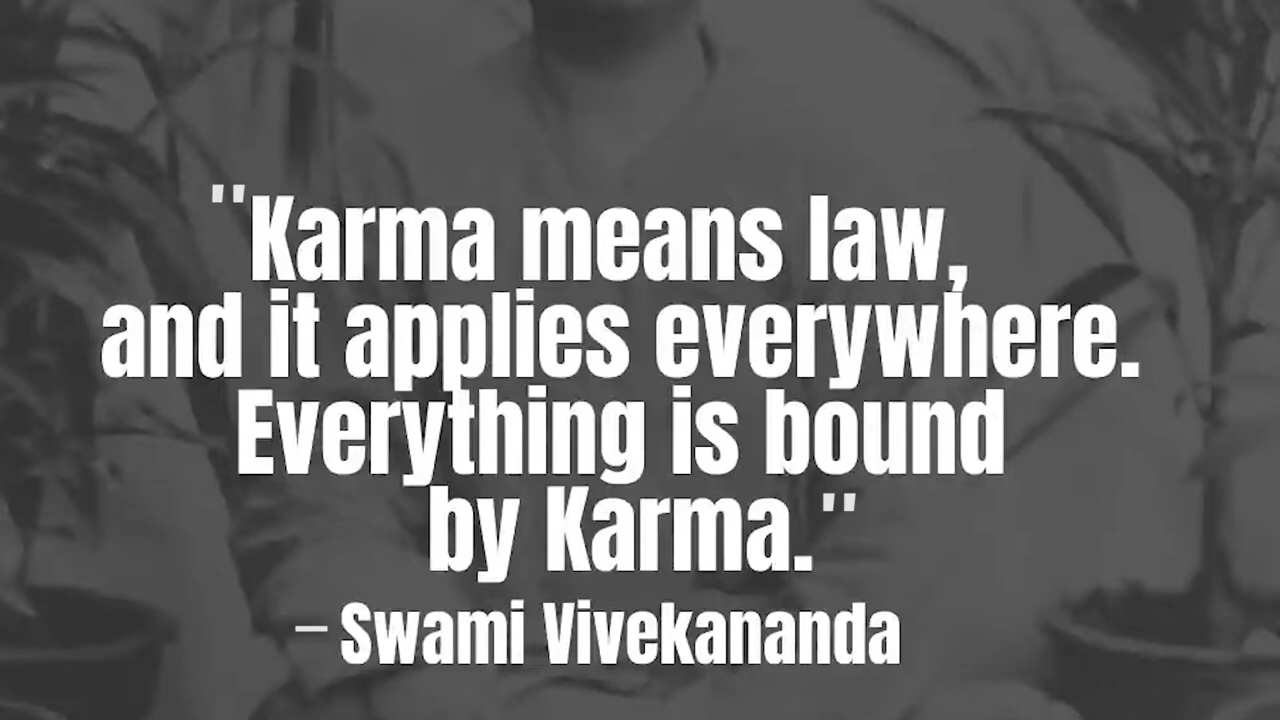 "Karma means law,
and it applies everywhere.
Everything is bound
by Karma."
– Swami Vivekananda